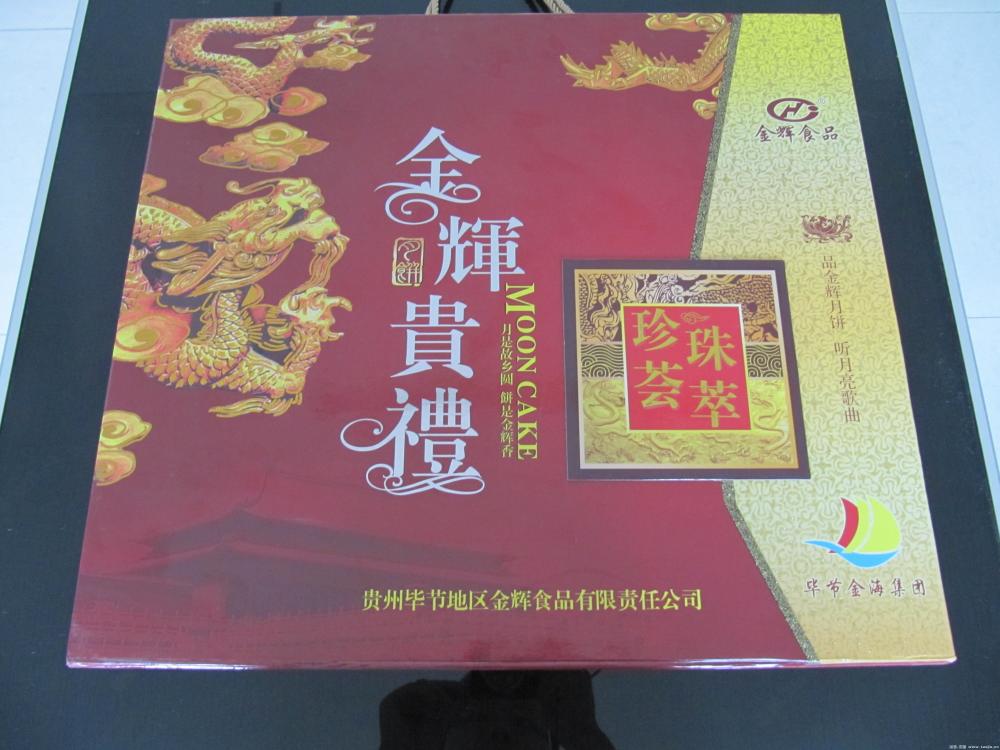 金輝貴禮
月餅
MOON CAKE
月是故乡圆 餅是金辉香
金辉食品
品金辉月饼 听月亮歌曲
珍珠
荟萃
毕节金海集团
贵州毕节地区金辉食品有限责任公司